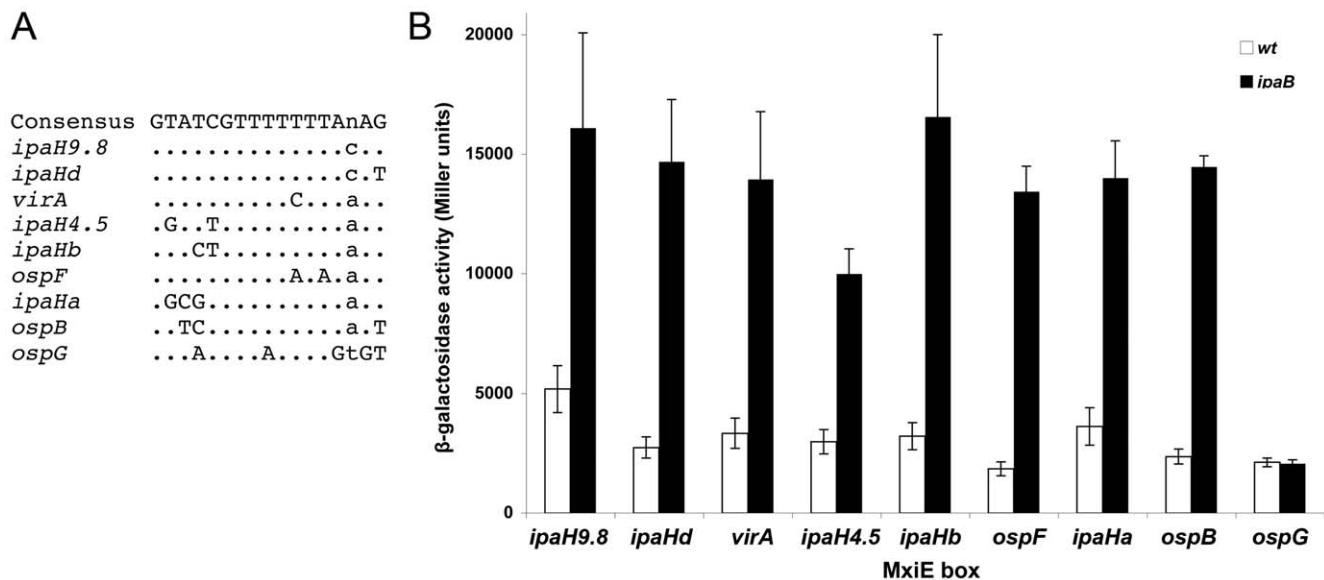 A
Consensus GTATCGTTTTTTTAnAG
ipaH9.8 ..............c..
ipaHd ..............c.T
virA ..........C...a..
ipaH4.5 .G..T.........a..
ipaHb ...CT.........a..
ospF ..........A.A.a..
ipaHa .GCG..........a..
ospB ..TC..........a.T
ospG ...A....A....GtGT
B
β-galactosidase activity (Miller units)
20000
15000
10000
5000
0
wt
ipaB
ipaH9.8 ipaHd virA ipaH4.5 ipaHb ospF ipaHa ospB ospG
MxiE box